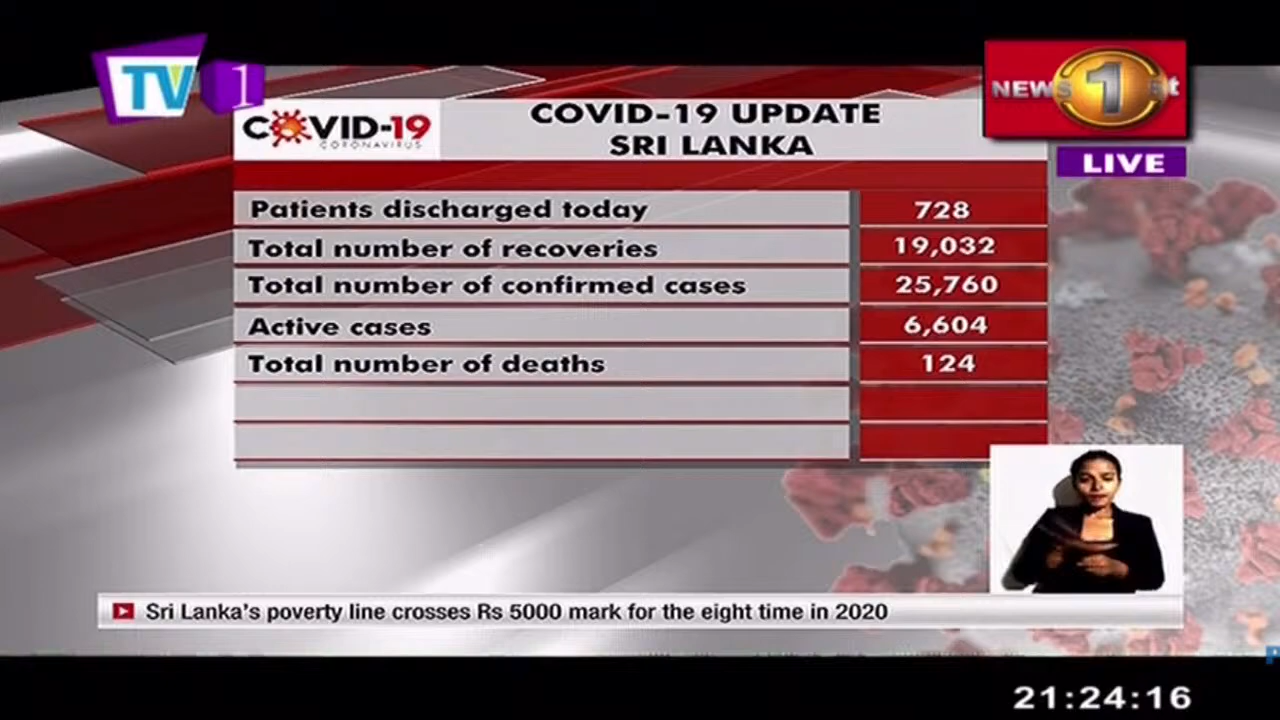 TV 1
NEWS 1st
LIVE
COVID-19
CORONAVIRUS
COVID-19 UPDATE
SRI LANKA
Patients discharged today 728
Total number of recoveries 19,032
Total number of confirmed cases 25,760
Active cases 6,604
Total number of deaths 124
Sri Lanka's poverty line crosses Rs 5000 mark for the eight time in 2020
21:24:16